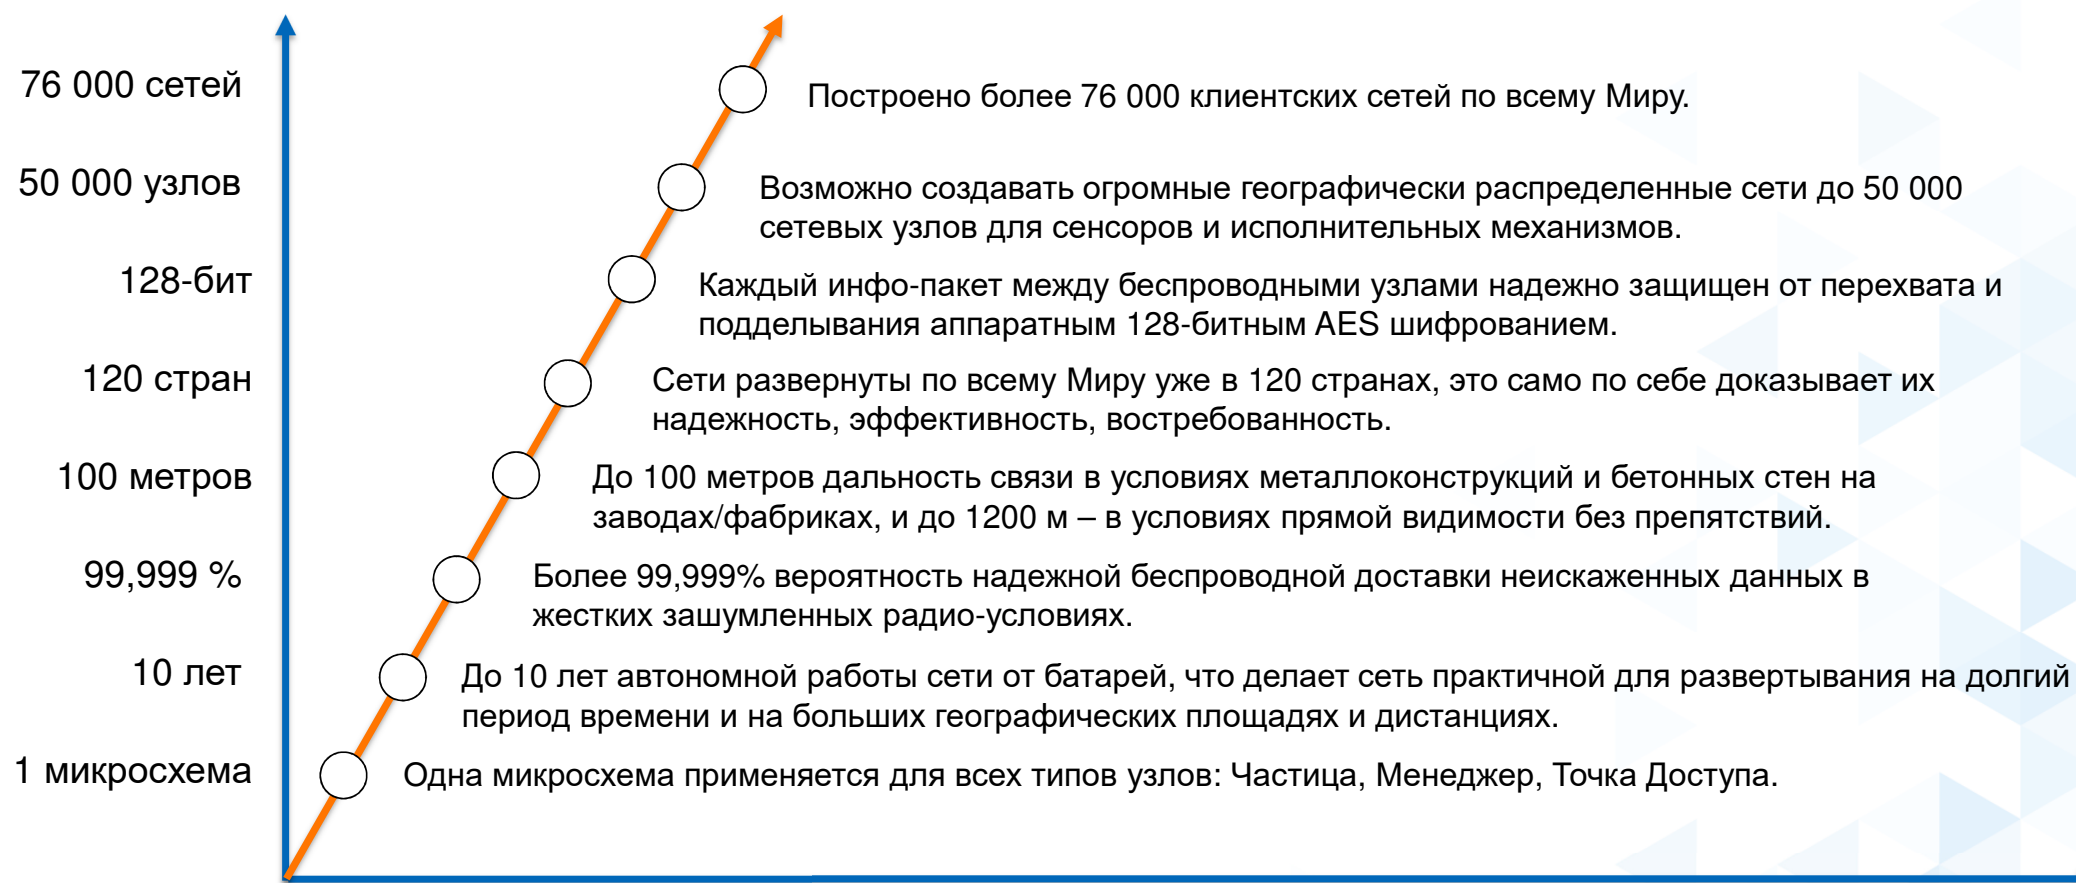 76 000 сетей
Построено более 76 000 клиентских сетей по всему Миру.
50 000 узлов
Возможно создавать огромные географически распределенные сети до 50 000
сетевых узлов для сенсоров и исполнительных механизмов.
128-бит
Каждый инфо-пакет между беспроводными узлами надежно защищен от перехвата и
подделывания аппаратным 128-битным AES шифрованием.
120 стран
Сети развернуты по всему Миру уже в 120 странах, это само по себе доказывает их
надежность, эффективность, востребованность.
100 метров
До 100 метров дальность связи в условиях металлоконструкций и бетонных стен на
заводах/фабриках, и до 1200 м – в условиях прямой видимости без препятствий.
99,999 %
Более 99,999% вероятность надежной беспроводной доставки неискаженных данных в
жестких зашумленных радио-условиях.
10 лет
До 10 лет автономной работы сети от батарей, что делает сеть практичной для развертывания на долгий
период времени и на больших географических площадях и дистанциях.
1 микросхема
Одна микросхема применяется для всех типов узлов: Частица, Менеджер, Точка Доступа.